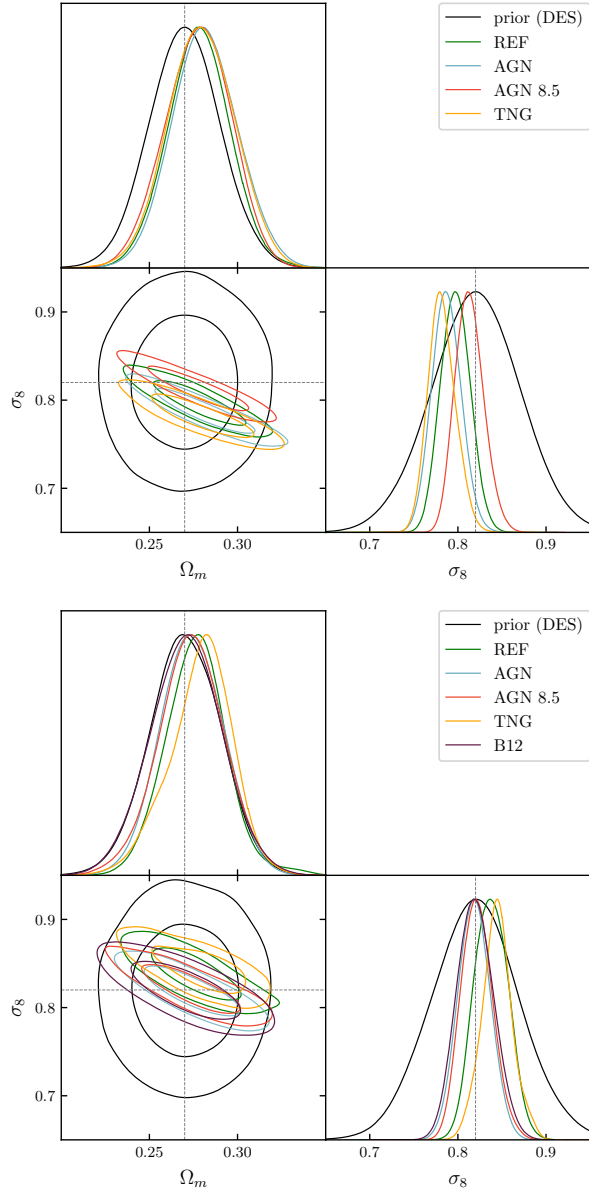 prior (DES)
REF
AGN
AGN 8.5
TNG
0.9
0.8
0.7
σ₈
0.25 0.30
Ωₘ
0.7 0.8 0.9
σ₈
prior (DES)
REF
AGN
AGN 8.5
TNG
B12
0.9
0.8
0.7
σ₈
0.25 0.30
Ωₘ
0.7 0.8 0.9
σ₈